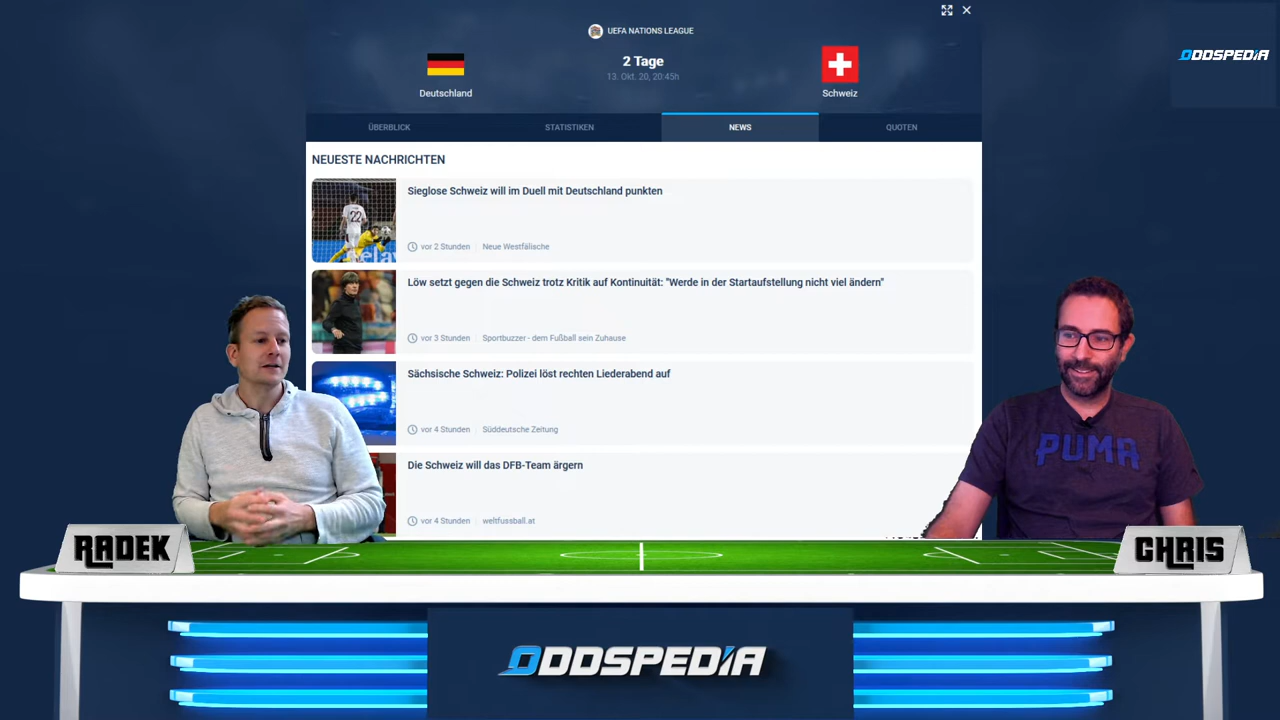 UEFA NATIONS LEAGUE
2 Tage
13. Okt. 20, 20:45h
Deutschland
Schweiz
ODDSPEDIA
ÜBERBLICK
STATISTIKEN
NEWS
QUOTEN
NEUESTE NACHRICHTEN
Sieglose Schweiz will im Duell mit Deutschland punkten
22
vor 2 Stunden
Neue Westfälische
Löw setzt gegen die Schweiz trotz Kritik auf Kontinuität: "Werde in der Startaufstellung nicht viel ändern"
vor 3 Stunden
Sportbuzzer - dem Fußball sein Zuhause
Sächsische Schweiz: Polizei löst rechten Liederabend auf
vor 4 Stunden
Süddeutsche Zeitung
Die Schweiz will das DFB-Team ärgern
vor 4 Stunden
weltfussball.at
PUMA
RADEK
CHRIS
ODDSPEDIA